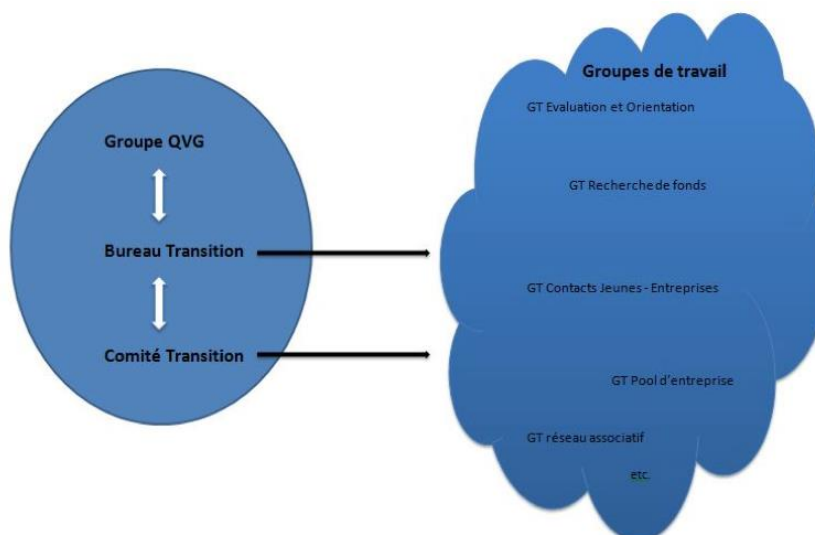 Groupe QVG
Bureau Transition
Comité Transition
Groupes de travail
GT Evaluation et Orientation
GT Recherche de fonds
GT Contacts Jeunes - Entreprises
GT Pool d'entreprise
GT réseau associatif
etc.